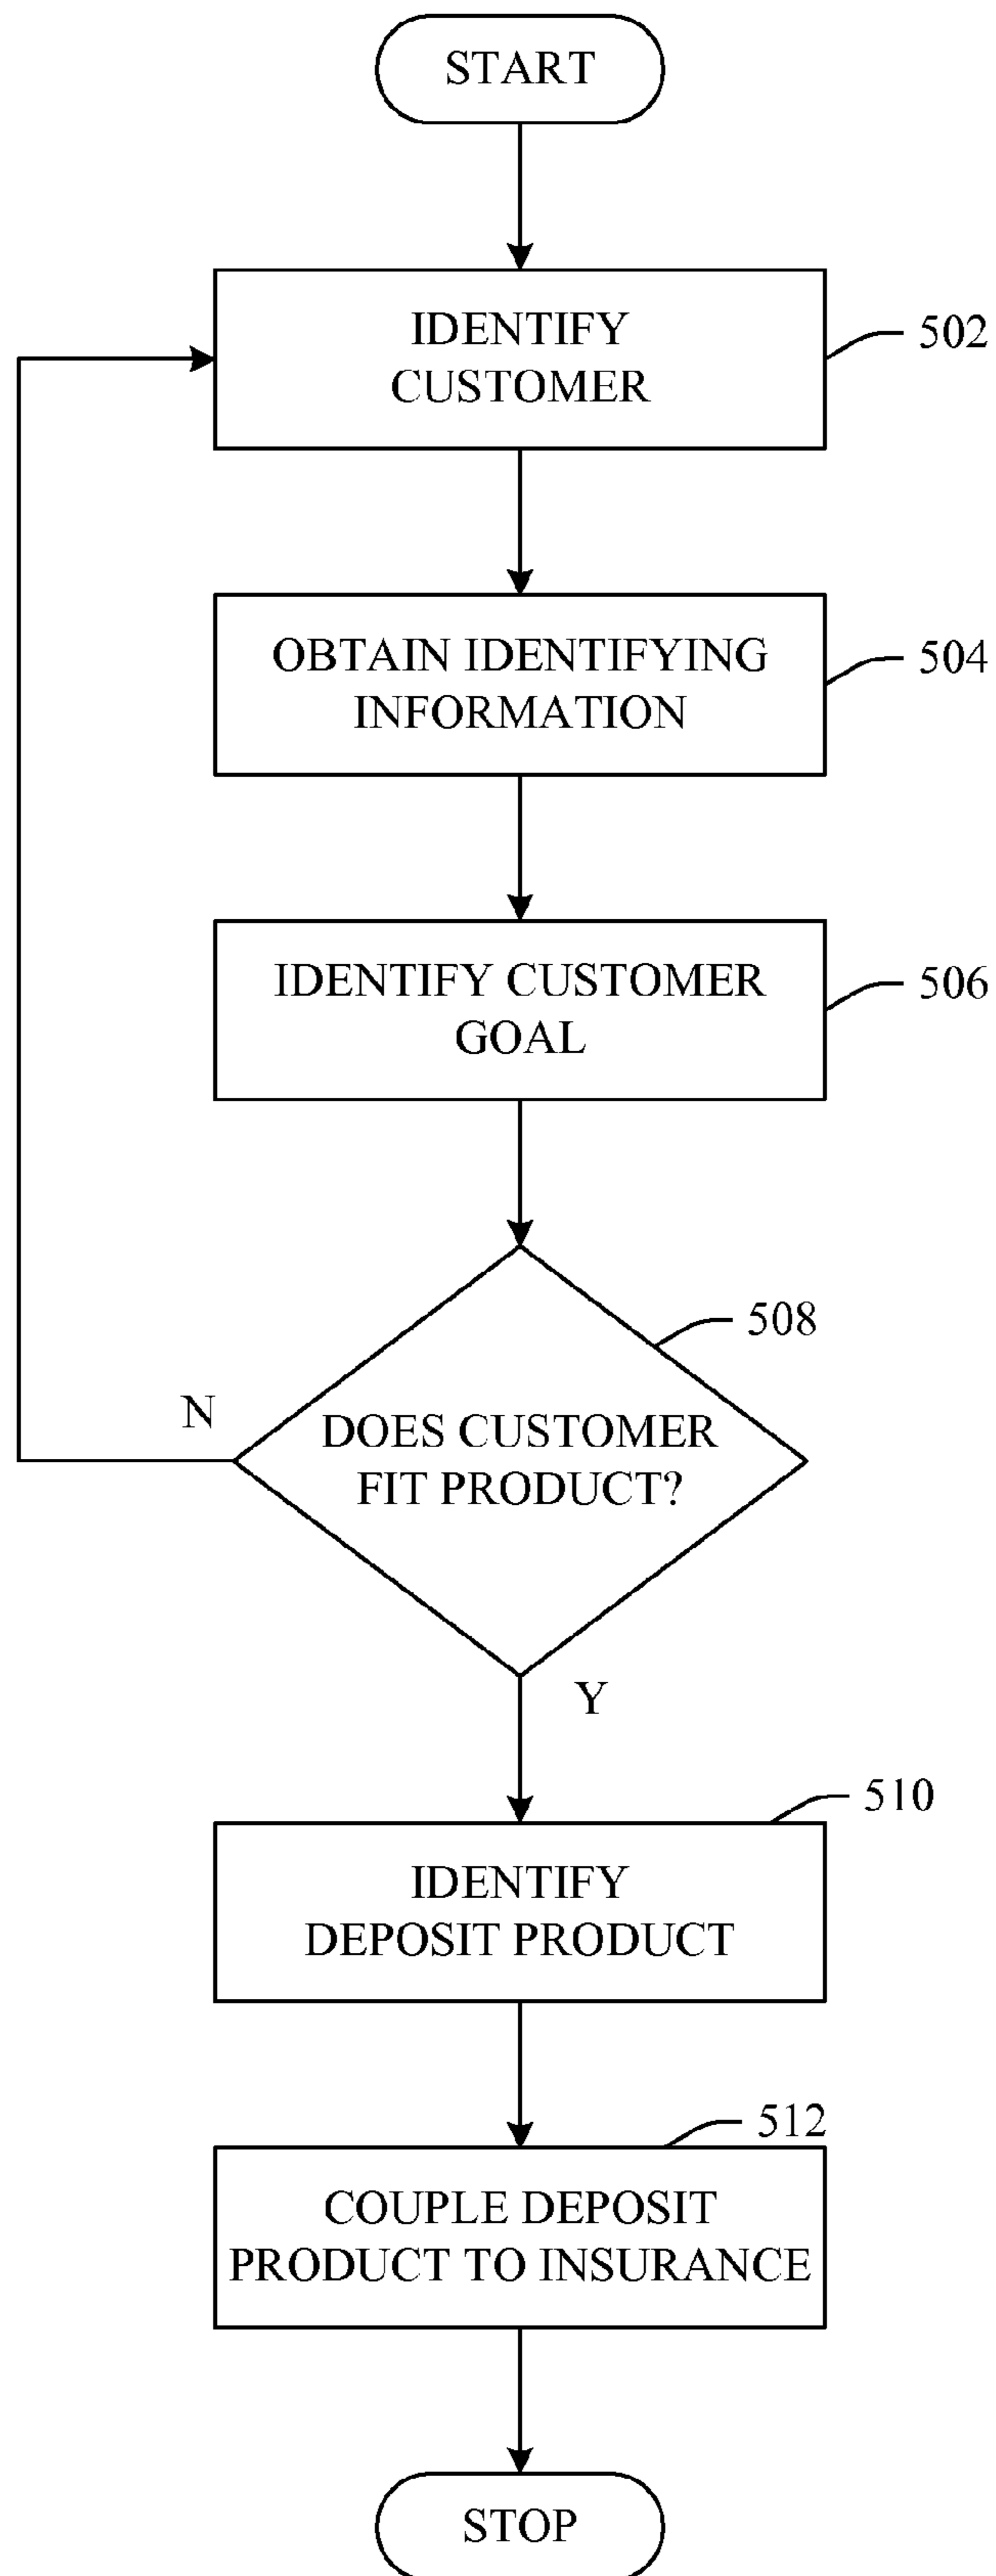 START
IDENTIFY
CUSTOMER
502
OBTAIN IDENTIFYING
INFORMATION
504
IDENTIFY CUSTOMER
GOAL
506
508
N
DOES CUSTOMER
FIT PRODUCT?
Y
510
IDENTIFY
DEPOSIT PRODUCT
512
COUPLE DEPOSIT
PRODUCT TO INSURANCE
STOP